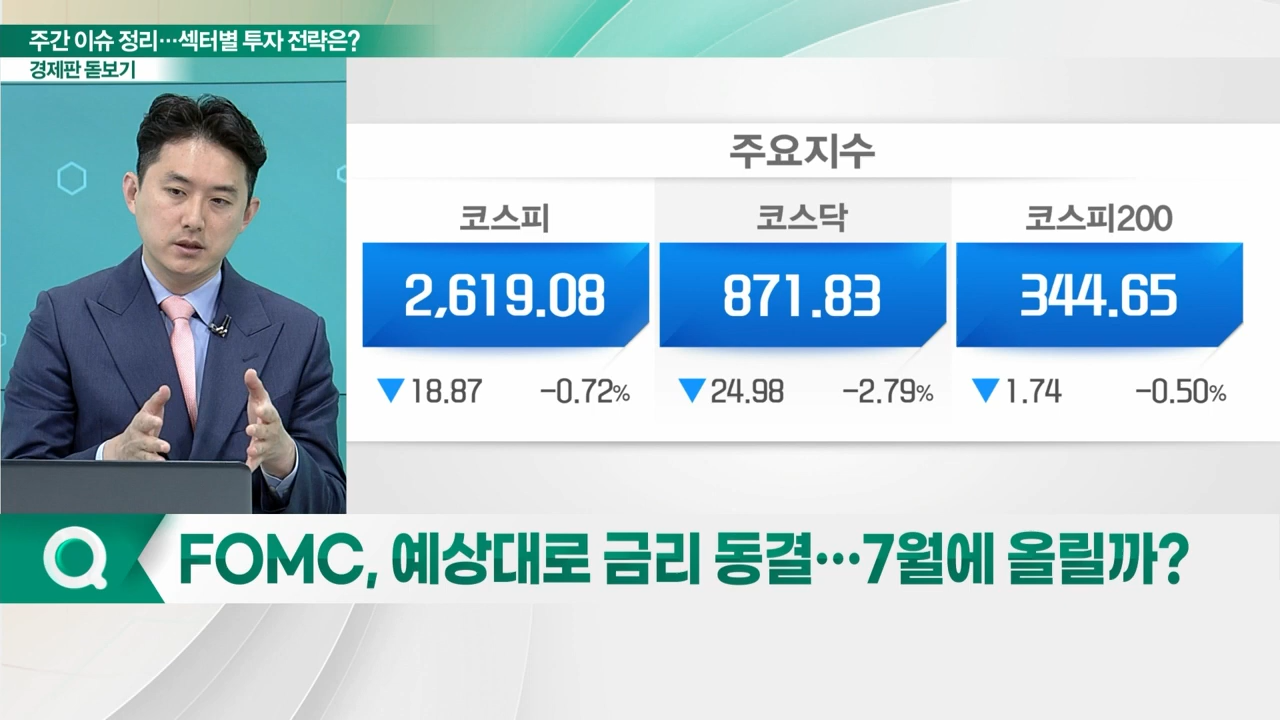 주간 이슈 정리…섹터별 투자 전략은?
경제판 돋보기
주요지수
코스피 코스닥 코스피200
2,619.08 871.83 344.65
▼18.87 -0.72% ▼24.98 -2.79% ▼1.74 -0.50%
FOMC, 예상대로 금리 동결…7월에 올릴까?